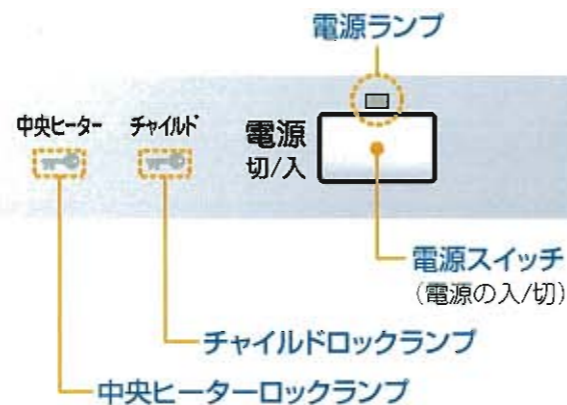 電源ランプ
中央ヒーター チャイルド 電源
切/入
電源スイッチ
(電源の入/切)
チャイルドロックランプ
中央ヒーターロックランプ